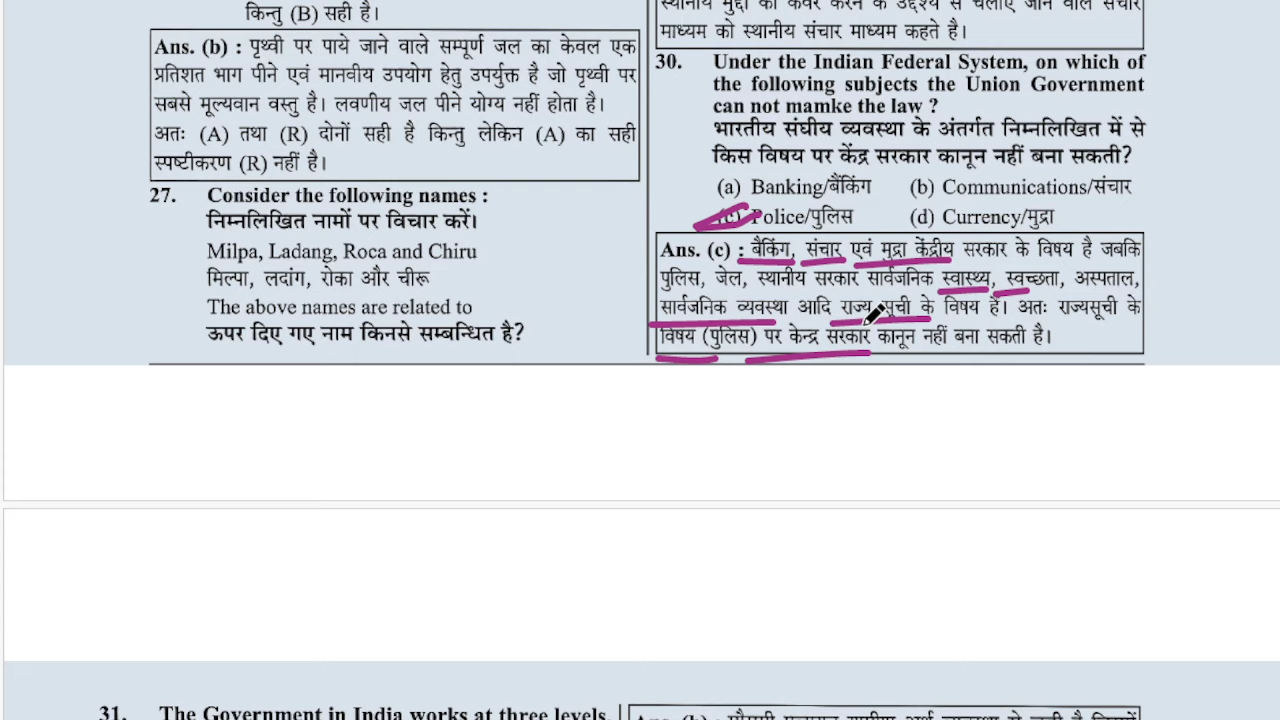 किन्तु (B) सही है।
Ans. (b) : पृथ्वी पर पाये जाने वाले सम्पूर्ण जल का केवल एक
प्रतिशत भाग पीने एवं मानवीय उपयोग हेतु उपर्युक्त है जो पृथ्वी पर
सबसे मूल्यवान वस्तु है। लवणीय जल पीने योग्य नहीं होता है।
अतः (A) तथा (R) दोनों सही है किन्तु लेकिन (A) का सही
स्पष्टीकरण (R) नहीं है।
27. Consider the following names :
निम्नलिखित नामों पर विचार करें।
Milpa, Ladang, Roca and Chiru
मिल्पा, लदांग, रोका और चीरू
The above names are related to
ऊपर दिए गए नाम किनसे सम्बन्धित है?
स्थानीय मुद्दों को कवर करने के उद्देश्य से चलाए जाने वाले संचार
माध्यम को स्थानीय संचार माध्यम कहते है।
30. Under the Indian Federal System, on which of
the following subjects the Union Government
can not mamke the law ?
भारतीय संघीय व्यवस्था के अंतर्गत निम्नलिखित में से
किस विषय पर केंद्र सरकार कानून नहीं बना सकती?
(a) Banking/बैंकिंग (b) Communications/संचार
(c) Police/पुलिस (d) Currency/मुद्रा
Ans. (c) : बैंकिंग, संचार एवं मुद्रा केंद्रीय सरकार के विषय है जबकि
पुलिस, जेल, स्थानीय सरकार सार्वजनिक स्वास्थ्य, स्वच्छता, अस्पताल,
सार्वजनिक व्यवस्था आदि राज्य सूची के विषय हैं। अतः राज्यसूची के
विषय (पुलिस) पर केन्द्र सरकार कानून नहीं बना सकती है।
31. The Government in India works at three levels.